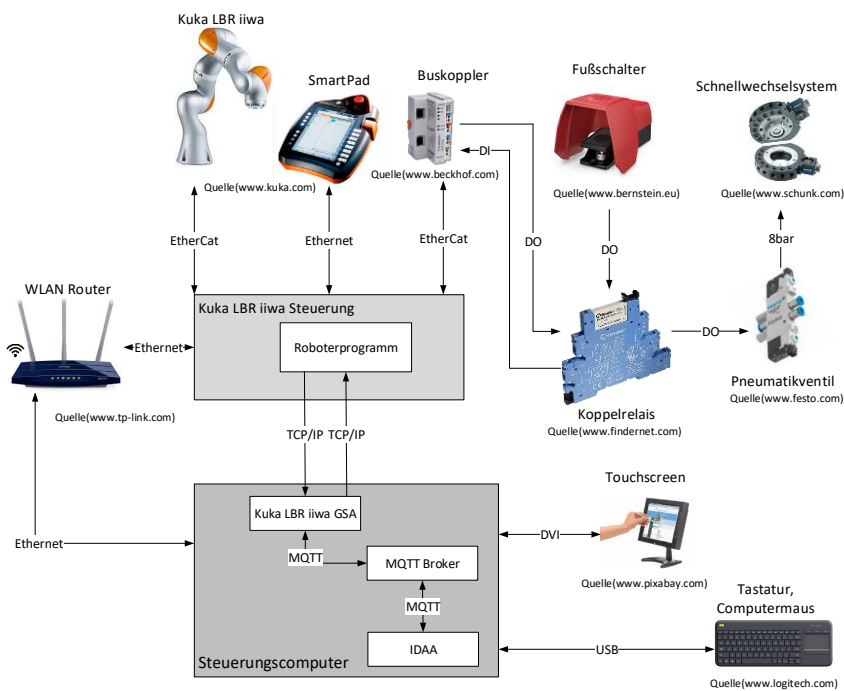 Kuka LBR iiwa
SmartPad
Buskoppler
Fußschalter
Schnellwechselsystem
Quelle(www.kuka.com)
Quelle(www.beckhof.com)
Quelle(www.bernstein.eu)
Quelle(www.schunk.com)
DI
EtherCat
Ethernet
EtherCat
DO
DO
8bar
WLAN Router
Ethernet
Quelle(www.tp-link.com)
Kuka LBR iiwa Steuerung
Roboterprogramm
DO
Koppelrelais
Quelle(www.findernet.com)
Pneumatikventil
Quelle(www.festo.com)
TCP/IP
TCP/IP
Kuka LBR iiwa GSA
MQTT
MQTT Broker
MQTT
IDAA
Steuerungscomputer
Ethernet
Touchscreen
DVI
Quelle(www.pixabay.com)
Tastatur,
Computermaus
USB
Quelle(www.logitech.com)